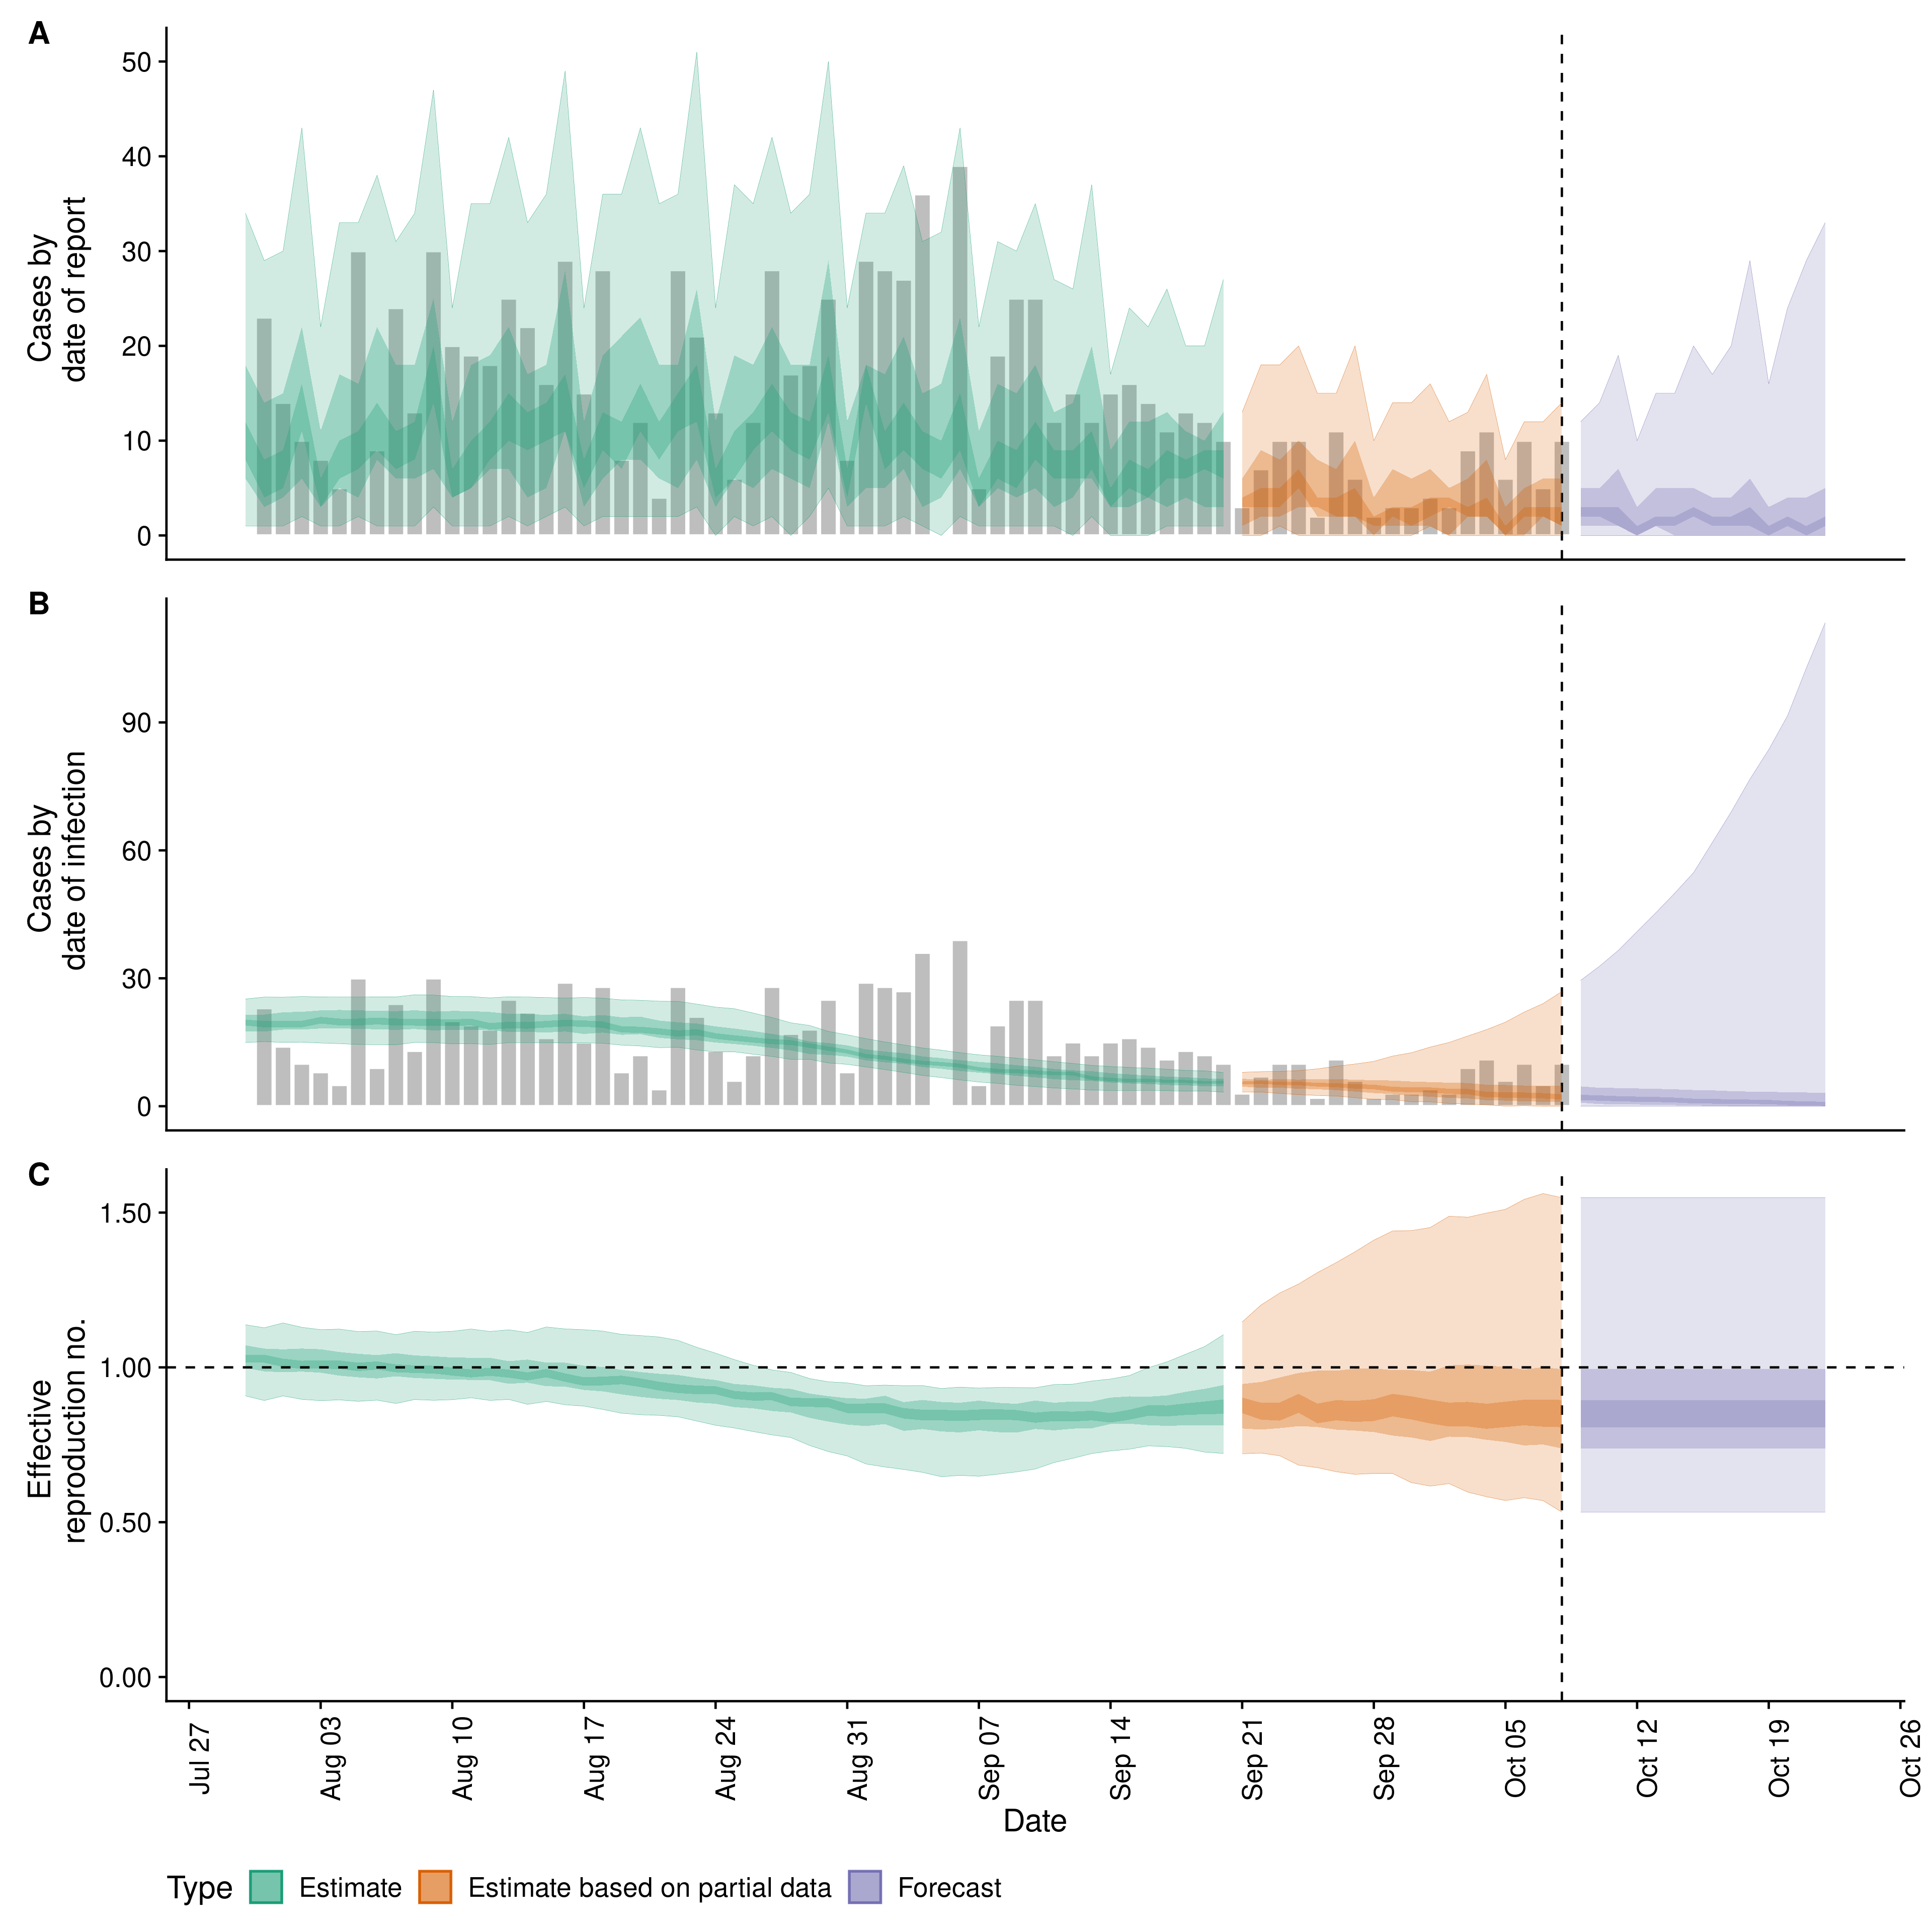 A
50
40
30
20
10
0
Cases by
date of report
B
90
60
30
0
Cases by
date of infection
C
1.50
1.00
0.50
0.00
Effective
reproduction no.
Jul 27
Aug 03
Aug 10
Aug 17
Aug 24
Aug 31
Sep 07
Sep 14
Sep 21
Sep 28
Oct 05
Oct 12
Oct 19
Oct 26
Date
Type Estimate Estimate based on partial data Forecast